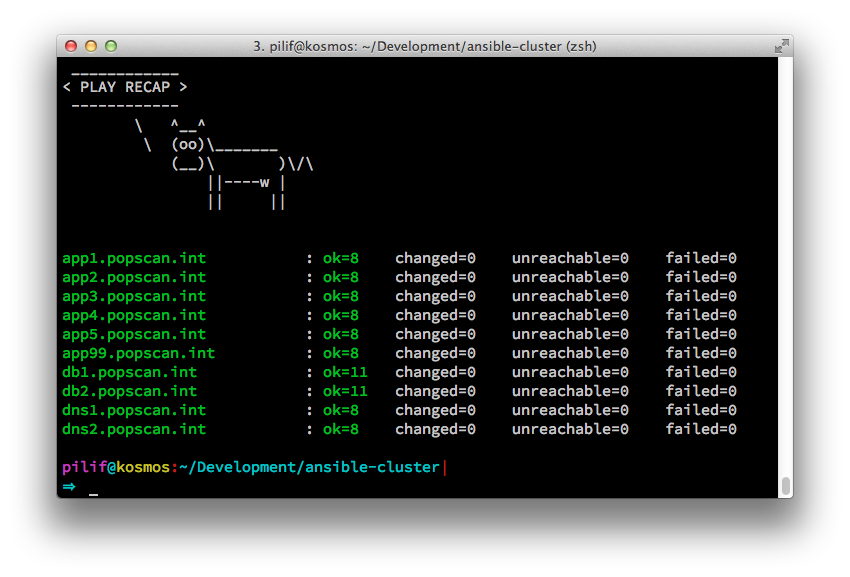 3. pilif@kosmos: ~/Development/ansible-cluster (zsh)
 ____________
< PLAY RECAP >
 ------------
        \   ^__^
         \  (oo)\_______
            (__)\       )\/\
                ||----w |
                ||     ||
app1.popscan.int           : ok=8    changed=0    unreachable=0    failed=0
app2.popscan.int           : ok=8    changed=0    unreachable=0    failed=0
app3.popscan.int           : ok=8    changed=0    unreachable=0    failed=0
app4.popscan.int           : ok=8    changed=0    unreachable=0    failed=0
app5.popscan.int           : ok=8    changed=0    unreachable=0    failed=0
app99.popscan.int          : ok=8    changed=0    unreachable=0    failed=0
db1.popscan.int            : ok=11   changed=0    unreachable=0    failed=0
db2.popscan.int            : ok=11   changed=0    unreachable=0    failed=0
dns1.popscan.int           : ok=8    changed=0    unreachable=0    failed=0
dns2.popscan.int           : ok=8    changed=0    unreachable=0    failed=0
pilif@kosmos:~/Development/ansible-cluster|
⇒ _